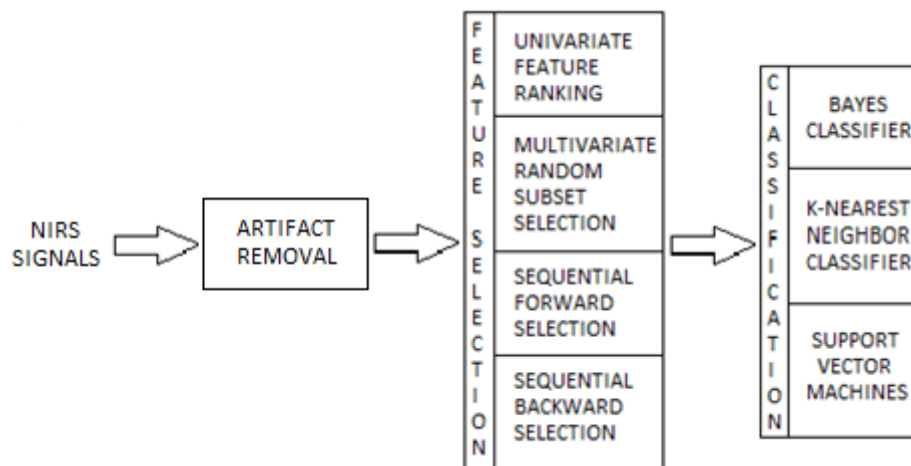 NIRS
SIGNALS
ARTIFACT
REMOVAL
FEATURE SELECTION
UNIVARIATE
FEATURE
RANKING
MULTIVARIATE
RANDOM
SUBSET
SELECTION
SEQUENTIAL
FORWARD
SELECTION
SEQUENTIAL
BACKWARD
SELECTION
CLASSIFICATION
BAYES
CLASSIFIER
K-NEAREST
NEIGHBOR
CLASSIFIER
SUPPORT
VECTOR
MACHINES